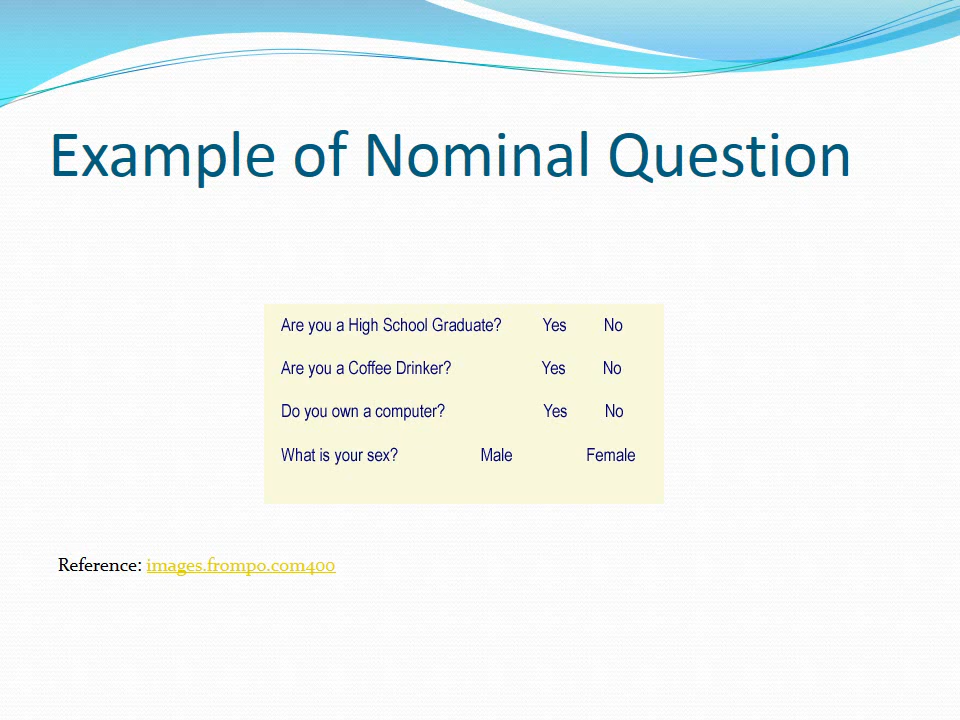 Example of Nominal Question
Are you a High School Graduate? Yes No
Are you a Coffee Drinker? Yes No
Do you own a computer? Yes No
What is your sex? Male Female
Reference: images.frompo.com400